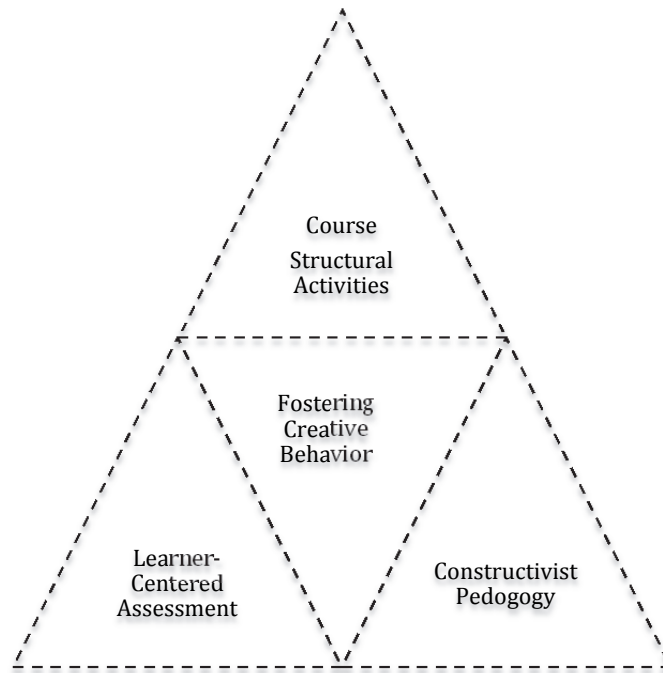 Course
Structural
Activities
Fostering
Creative
Behavior
Learner-
Centered
Assessment
Constructivist
Pedogogy